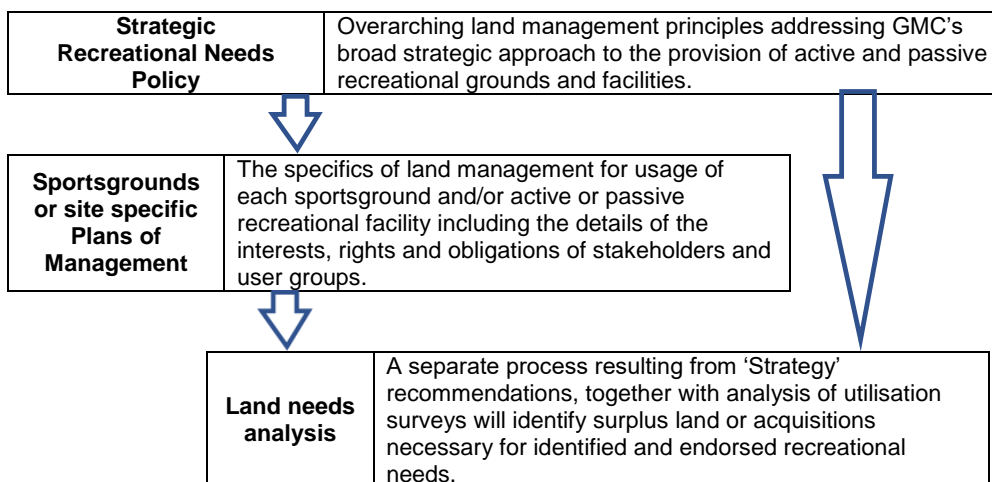 Strategic
Recreational Needs
Policy
Overarching land management principles addressing GMC’s
broad strategic approach to the provision of active and passive
recreational grounds and facilities.
Sportsgrounds
or site specific
Plans of
Management
The specifics of land management for usage of
each sportsground and/or active or passive
recreational facility including the details of the
interests, rights and obligations of stakeholders and
user groups.
Land needs
analysis
A separate process resulting from ‘Strategy’
recommendations, together with analysis of utilisation
surveys will identify surplus land or acquisitions
necessary for identified and endorsed recreational
needs.